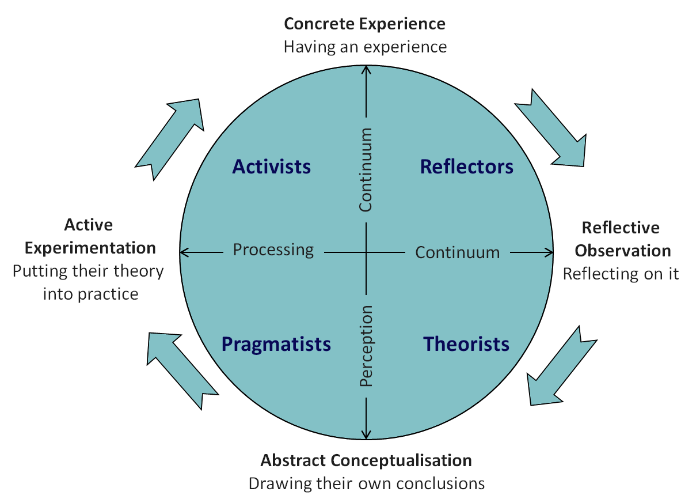 Concrete Experience
Having an experience
Activists
Continuum
Reflectors
Active
Experimentation
Putting their theory
into practice
Processing
Continuum
Reflective
Observation
Reflecting on it
Pragmatists
Perception
Theorists
Abstract Conceptualisation
Drawing their own conclusions